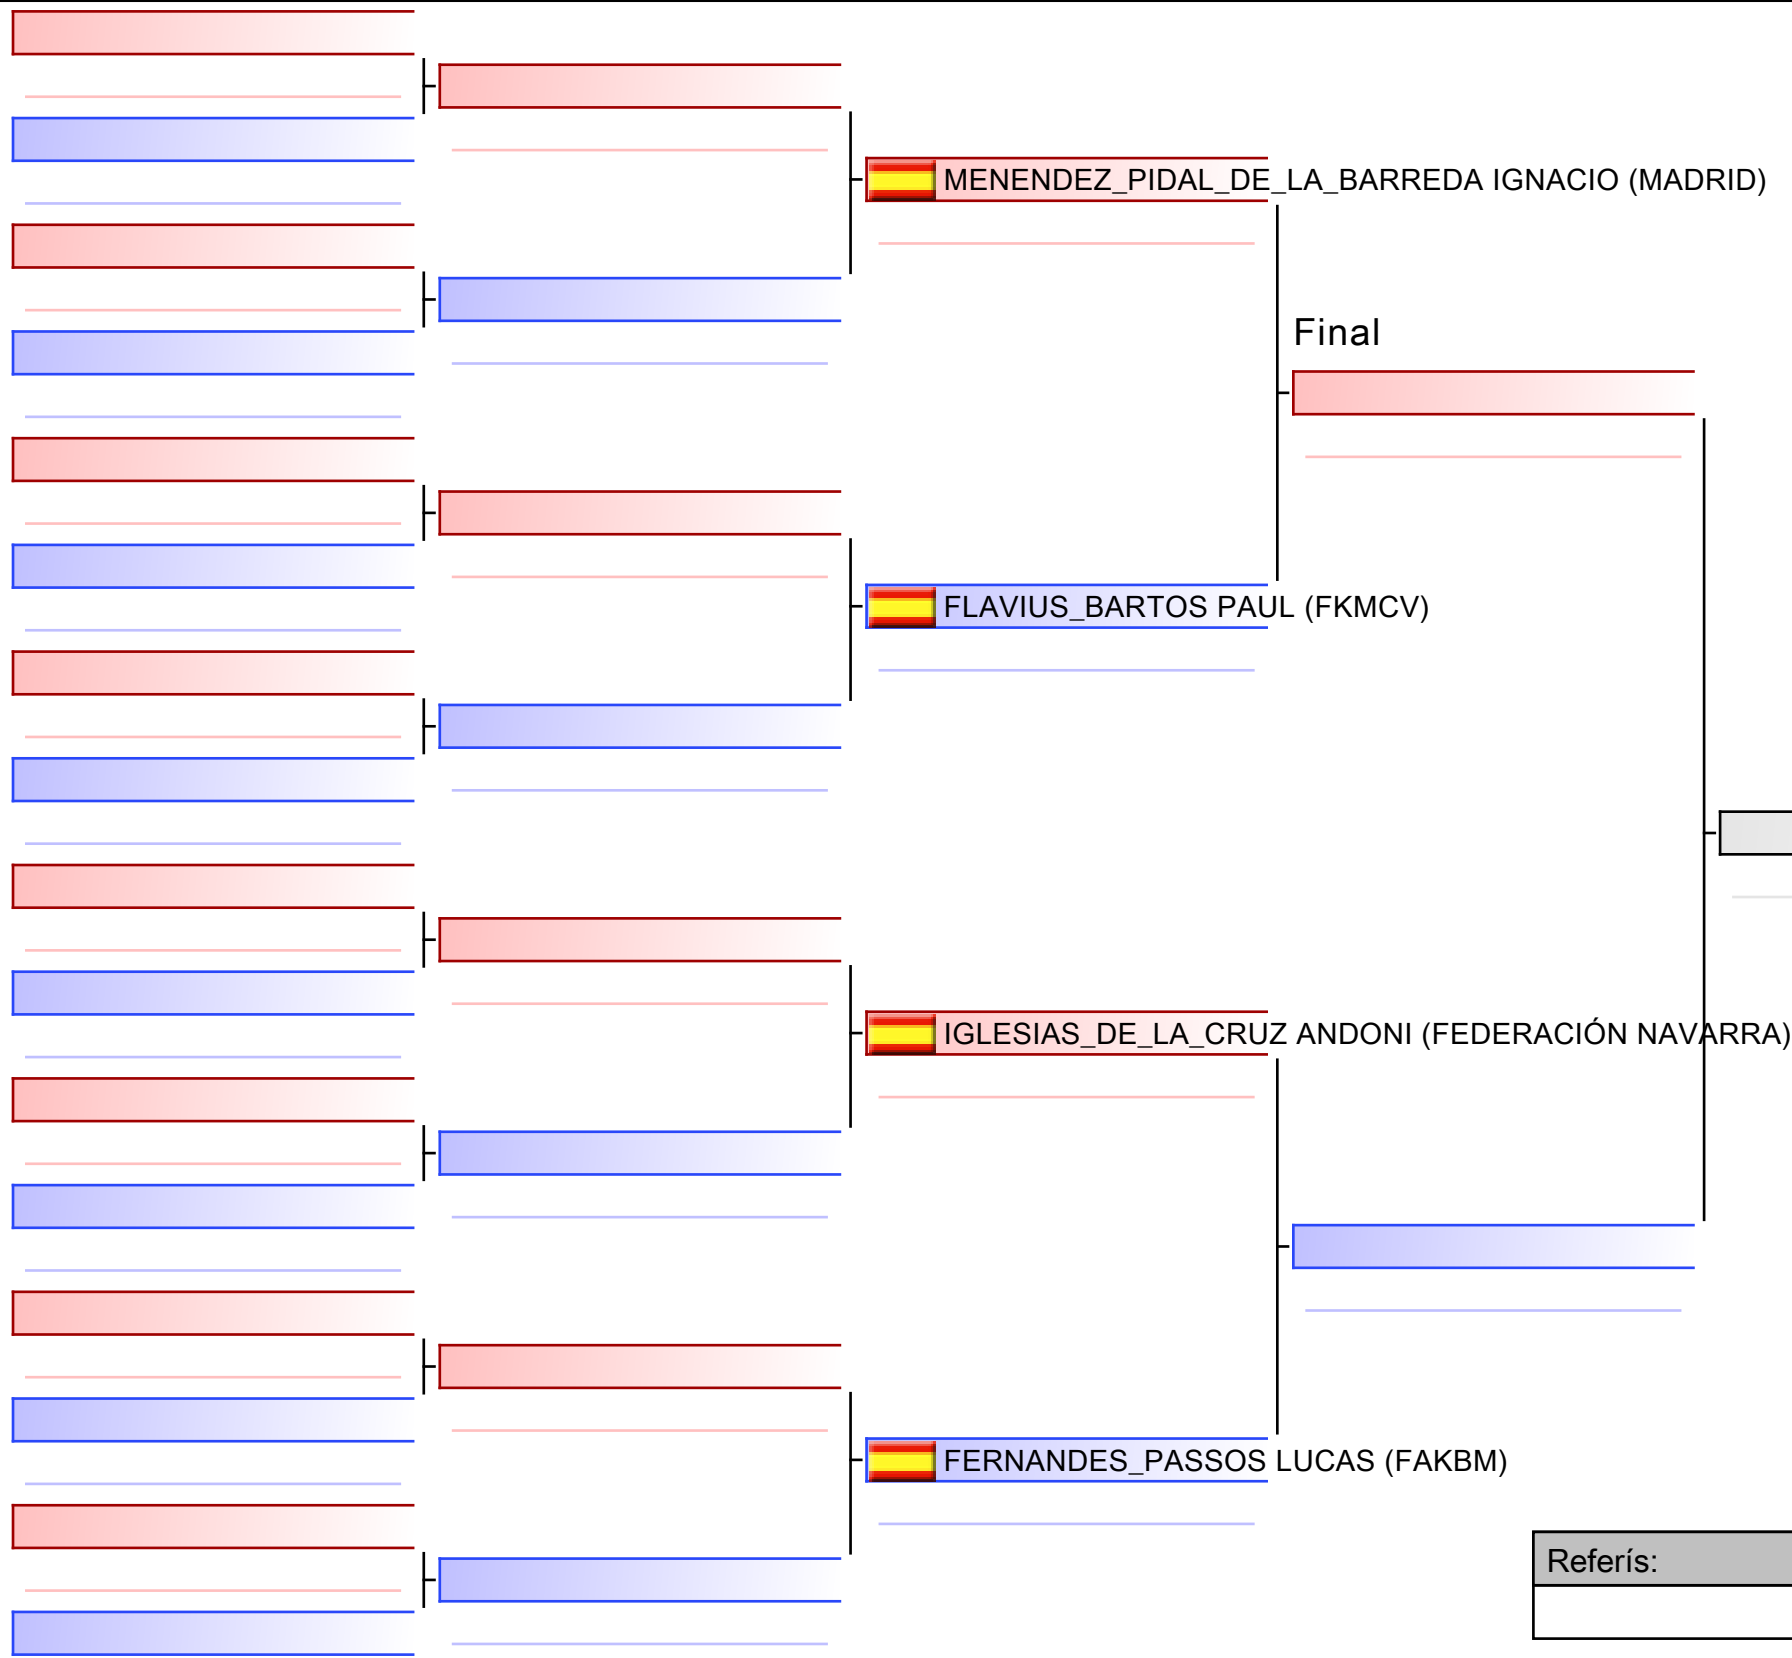 MENENDEZ_PIDAL_DE_LA_BARREDA IGNACIO (MADRID)
Final
FLAVIUS_BARTOS PAUL (FKMCV)
IGLESIAS_DE_LA_CRUZ ANDONI (FEDERACIÓN NAVARRA)
FERNANDES_PASSOS LUCAS (FAKBM)
Referís: